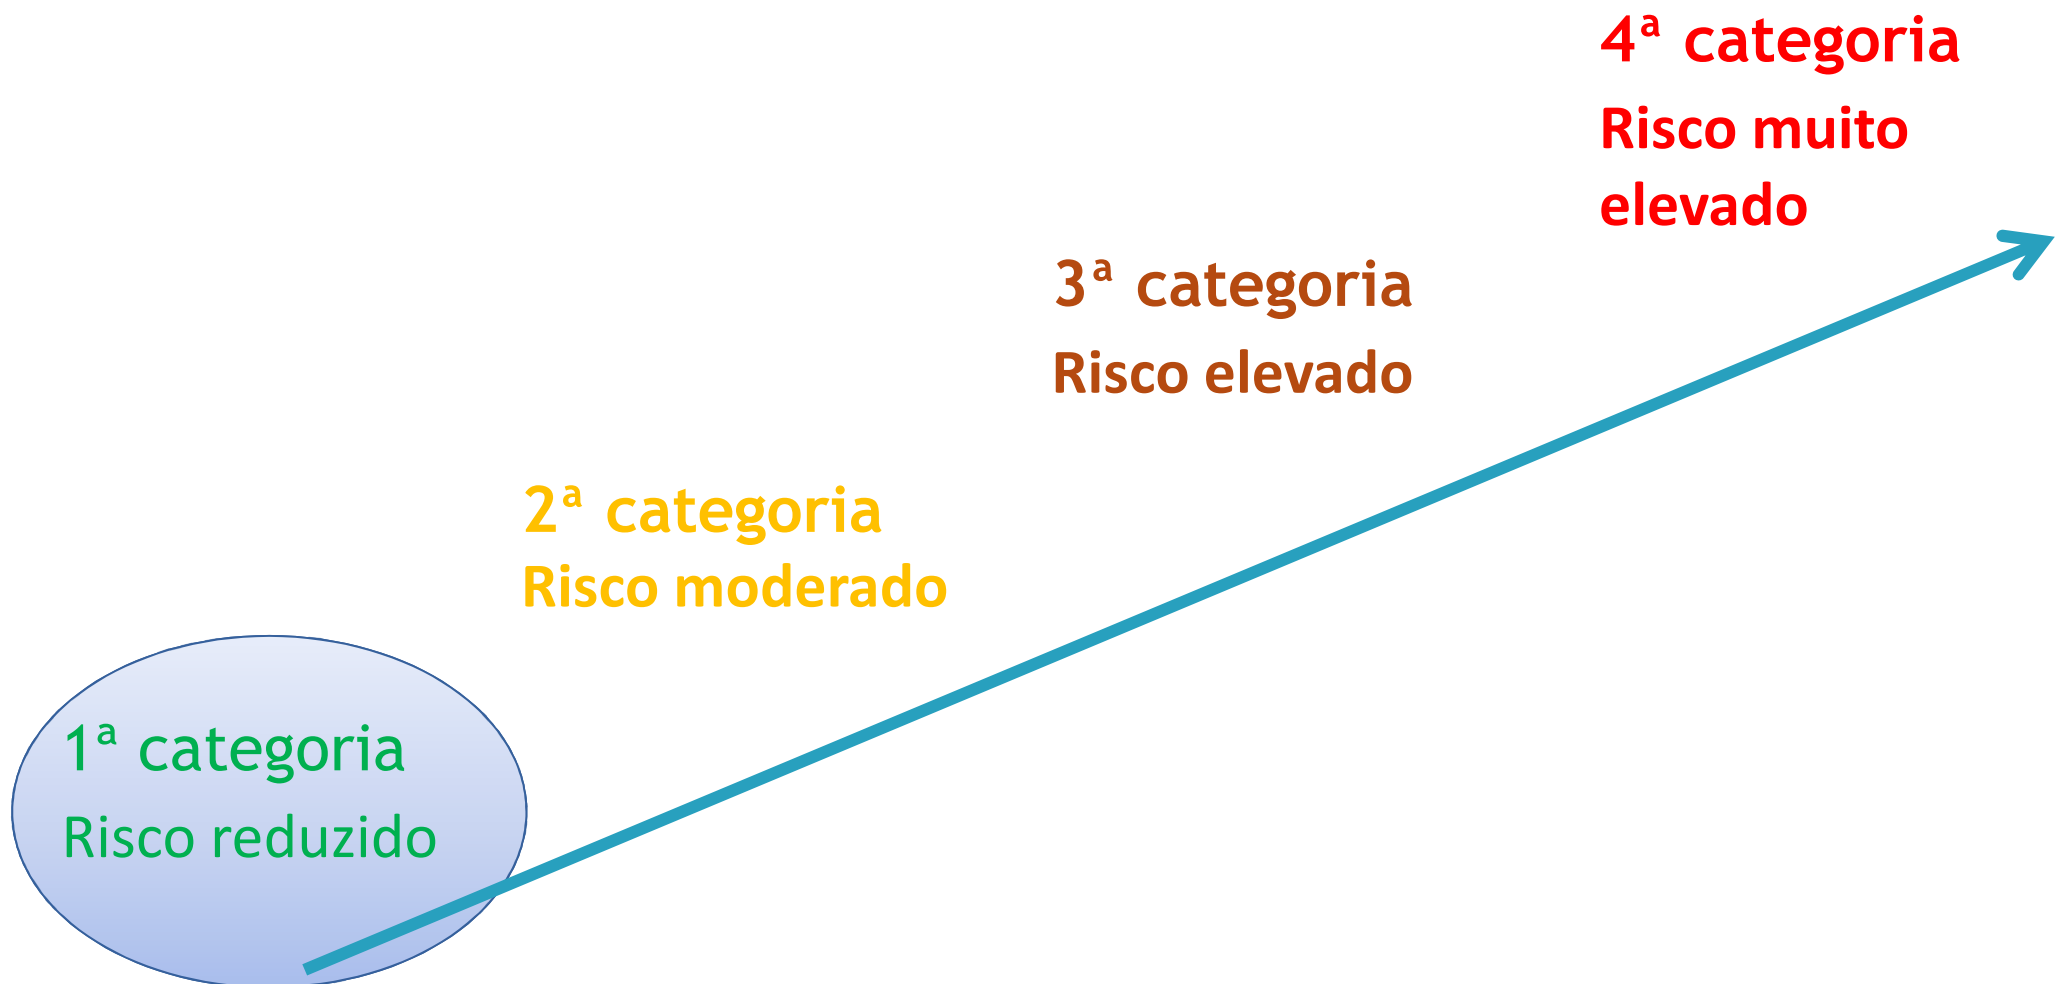 4ª categoria
Risco muito
elevado
3ª categoria
Risco elevado
2ª categoria
Risco moderado
1ª categoria
Risco reduzido